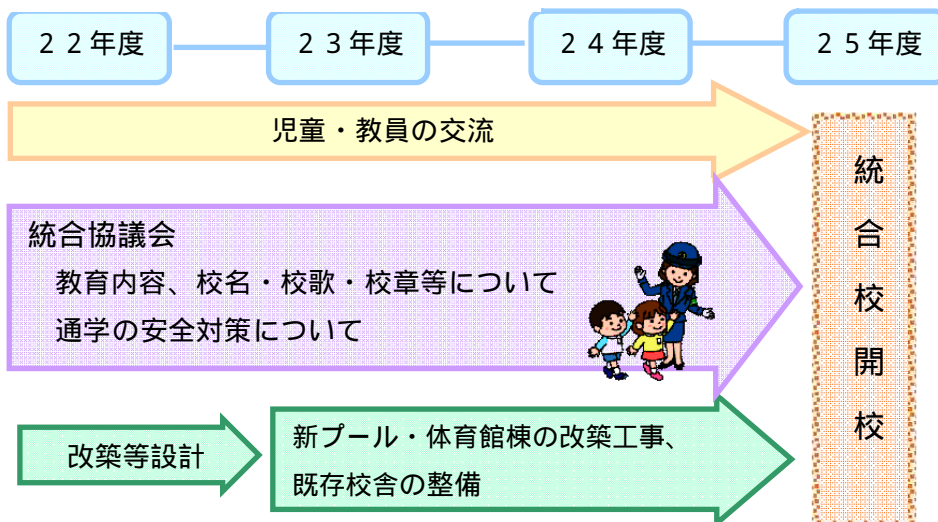 ２２年度
２３年度
２４年度
２５年度
児童・教員の交流
統合協議会
教育内容、校名・校歌・校章等について
通学の安全対策について
改築等設計
新プール・体育館棟の改築工事、
既存校舎の整備
統合校開校